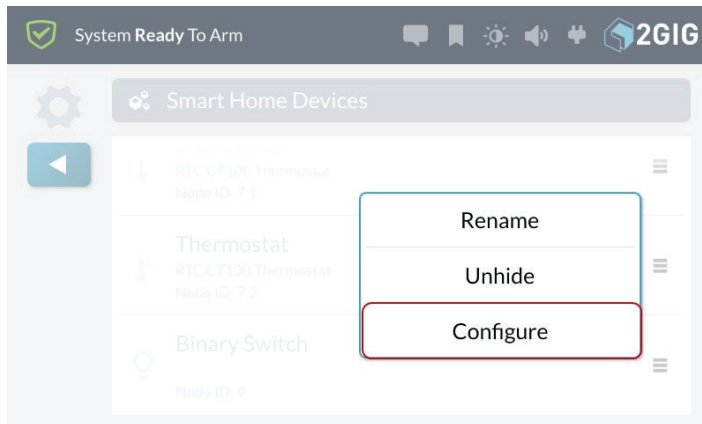 System Ready To Arm
2GIG
Smart Home Devices
RTC CT100 Thermostat
Node ID: 7.1
Rename
Thermostat
RTC CT100 Thermostat
Node ID: 7.2
Unhide
Configure
Binary Switch
Node ID: 9